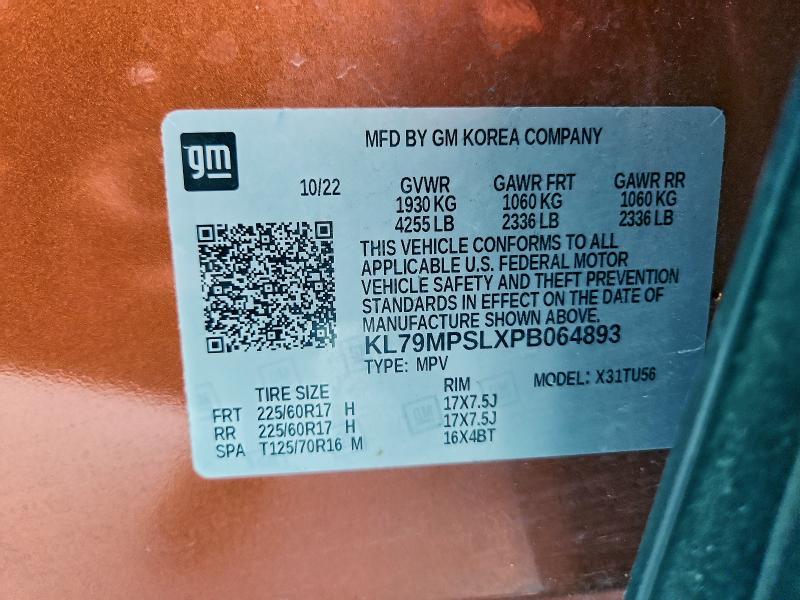 gm
MFD BY GM KOREA COMPANY
10/22
GVWR GAWR FRT GAWR RR
1930 KG 1060 KG 1060 KG
4255 LB 2336 LB 2336 LB
THIS VEHICLE CONFORMS TO ALL
APPLICABLE U.S. FEDERAL MOTOR
VEHICLE SAFETY AND THEFT PREVENTION
STANDARDS IN EFFECT ON THE DATE OF
MANUFACTURE SHOWN ABOVE.
KL79MPSLXPB064893
TYPE: MPV
MODEL: X31TU56
TIRE SIZE RIM
FRT 225/60R17 H 17X7.5J
RR 225/60R17 H 17X7.5J
SPA T125/70R16 M 16X4BT